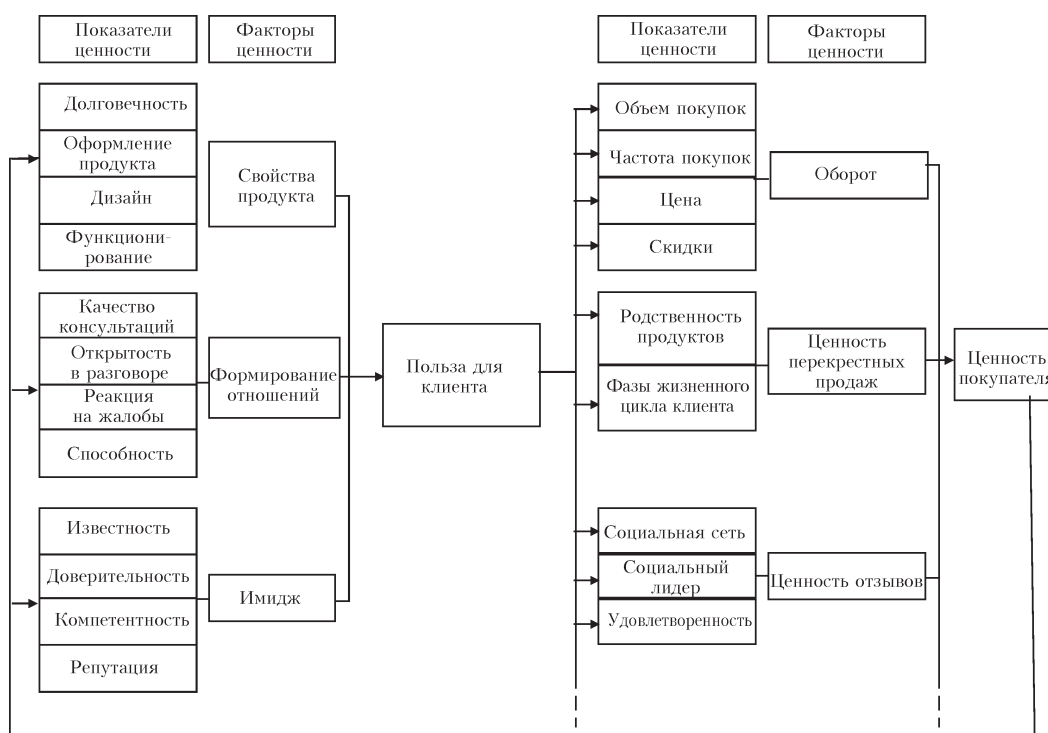 Показатели
ценности
Факторы
ценности
Долговечность
Оформление
продукта
Дизайн
Функциони-
рование
Свойства
продукта
Качество
консультаций
Открытость
в разговоре
Реакция
на жалобы
Способность
Формирование
отношений
Известность
Доверительность
Компетентность
Репутация
Имидж
Польза для
клиента
Показатели
ценности
Факторы
ценности
Объем покупок
Частота покупок
Цена
Скидки
Оборот
Родственность
продуктов
Фазы жизненного
цикла клиента
Ценность
перекрестных
продаж
Социальная сеть
Социальный
лидер
Удовлетворенность
Ценность отзывов
Ценность
покупателя